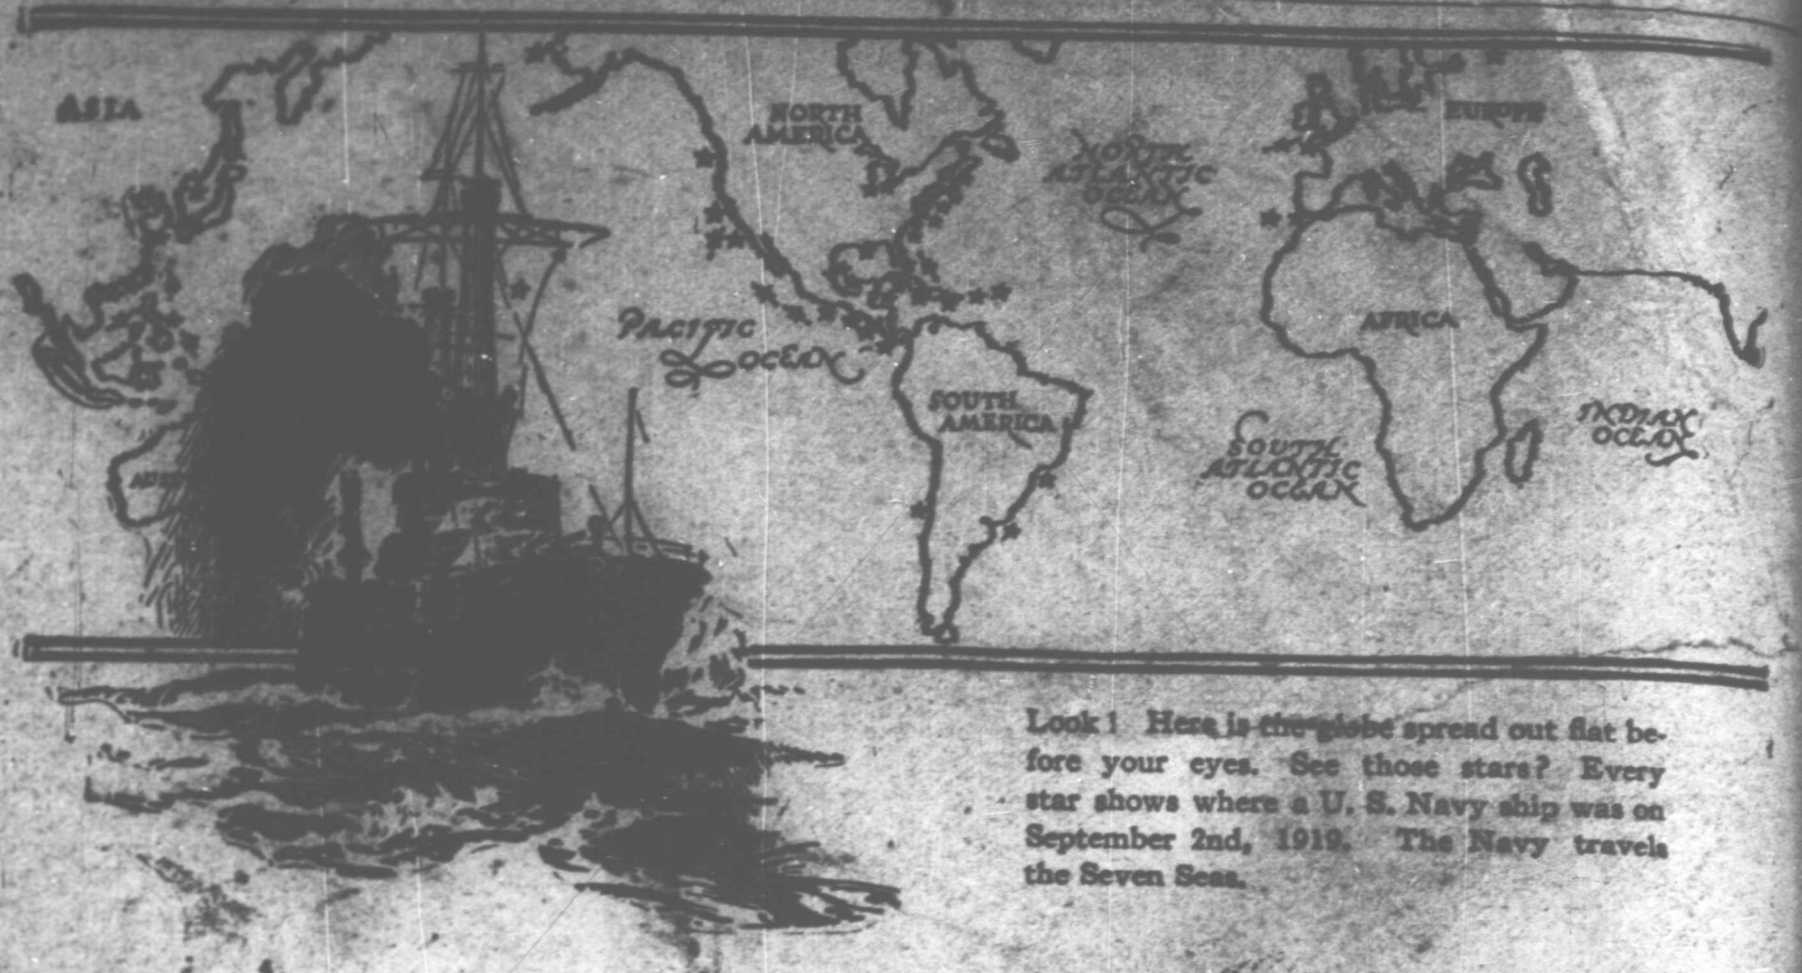 ASIA
NORTH
AMERICA
EUROPE
NORTH
ATLANTIC
OCEAN
PACIFIC
OCEAN
AFRICA
SOUTH
AMERICA
SOUTH
ATLANTIC
OCEAN
INDIAN
OCEAN
Look! Here is the globe spread out flat be-
fore your eyes. See those stars? Every
star shows where a U. S. Navy ship was on
September 2nd, 1919. The Navy travels
the Seven Seas.